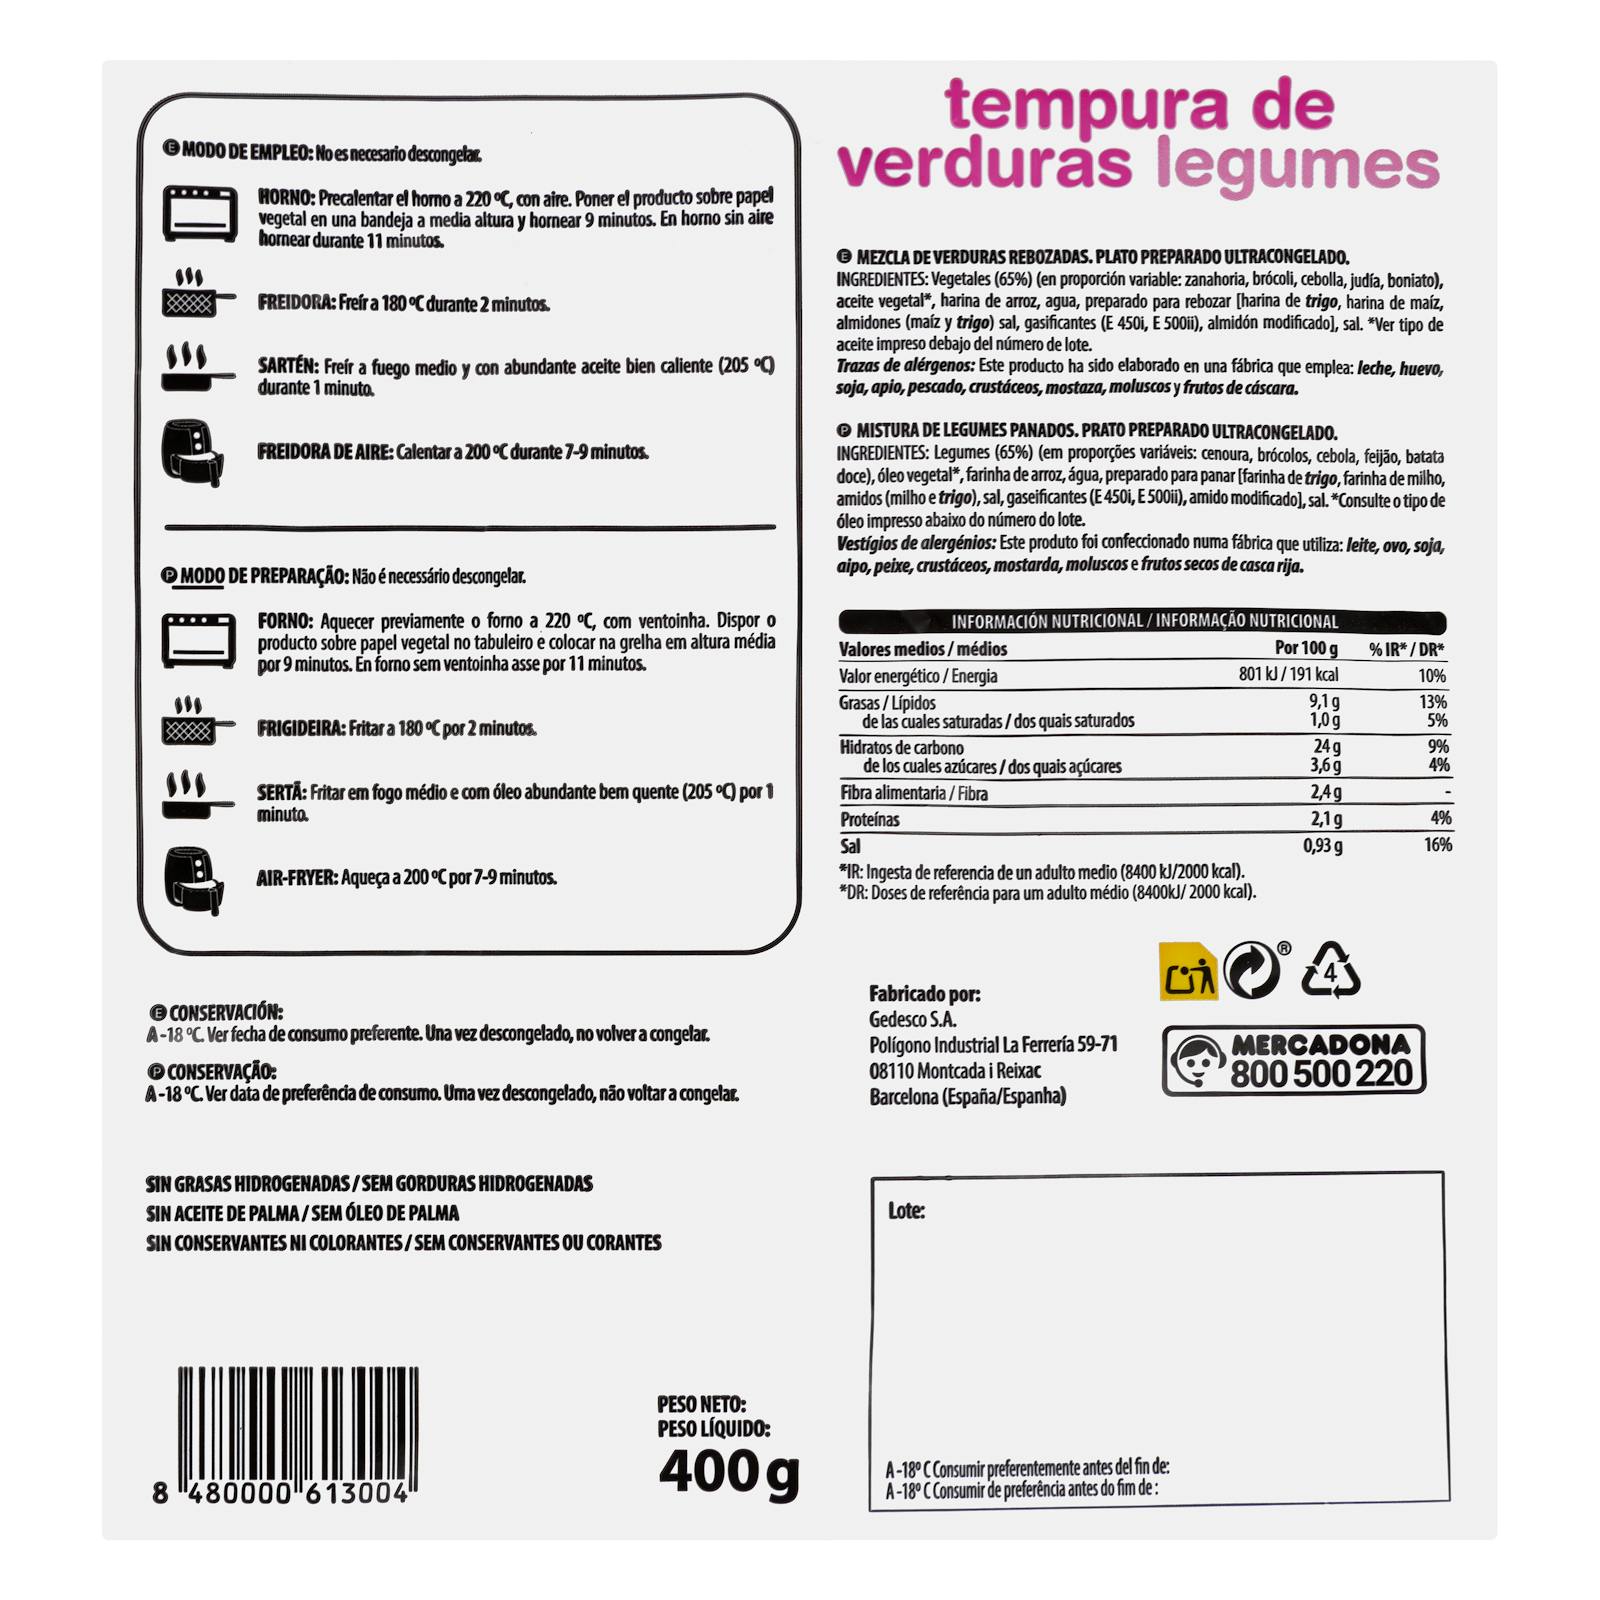 Ⓔ MODO DE EMPLEO: No es necesario descongelar.
HORNO: Precalentar el horno a 220 ºC, con aire. Poner el producto sobre papel
vegetal en una bandeja a media altura y hornear 9 minutos. En horno sin aire
hornear durante 11 minutos.
FREIDORA: Freír a 180 ºC durante 2 minutos.
SARTÉN: Freír a fuego medio y con abundante aceite bien caliente (205 ºC)
durante 1 minuto.
FREIDORA DE AIRE: Calentar a 200 ºC durante 7-9 minutos.
Ⓟ MODO DE PREPARAÇÃO: Não é necessário descongelar.
FORNO: Aquecer previamente o forno a 220 ºC, com ventoinha. Dispor o
producto sobre papel vegetal no tabuleiro e colocar na grelha em altura média
por 9 minutos. En forno sem ventoinha asse por 11 minutos.
FRIGIDEIRA: Fritar a 180 ºC por 2 minutos.
SERTÃ: Fritar em fogo médio e com óleo abundante bem quente (205 ºC) por 1
minuto.
AIR-FRYER: Aqueça a 200 ºC por 7-9 minutos.
Ⓔ CONSERVACIÓN:
A -18 ºC. Ver fecha de consumo preferente. Una vez descongelado, no volver a congelar.
Ⓟ CONSERVAÇÃO:
A -18 ºC. Ver data de preferência de consumo. Uma vez descongelado, não voltar a congelar.
SIN GRASAS HIDROGENADAS / SEM GORDURAS HIDROGENADAS
SIN ACEITE DE PALMA / SEM ÓLEO DE PALMA
SIN CONSERVANTES NI COLORANTES / SEM CONSERVANTES OU CORANTES
8 480000 613004
PESO NETO:
PESO LÍQUIDO:
400 g
tempura de
verduras legumes
Ⓔ MEZCLA DE VERDURAS REBOZADAS. PLATO PREPARADO ULTRACONGELADO.
INGREDIENTES: Vegetales (65%) (en proporción variable: zanahoria, brócoli, cebolla, judía, boniato),
aceite vegetal*, harina de arroz, agua, preparado para rebozar [harina de trigo, harina de maíz,
almidones (maíz y trigo) sal, gasificantes (E 450i, E 500ii), almidón modificado], sal. *Ver tipo de
aceite impreso debajo del número de lote.
Trazas de alérgenos: Este producto ha sido elaborado en una fábrica que emplea: leche, huevo,
soja, apio, pescado, crustáceos, mostaza, moluscos y frutos de cáscara.
Ⓟ MISTURA DE LEGUMES PANADOS. PRATO PREPARADO ULTRACONGELADO.
INGREDIENTES: Legumes (65%) (em proporções variáveis: cenoura, brócolos, cebola, feijão, batata
doce), óleo vegetal*, farinha de arroz, água, preparado para panar [farinha de trigo, farinha de milho,
amidos (milho e trigo), sal, gaseificantes (E 450i, E 500ii), amido modificado], sal. *Consulte o tipo de
óleo impresso abaixo do número do lote.
Vestígios de alergénios: Este produto foi confeccionado numa fábrica que utiliza: leite, ovo, soja,
aipo, peixe, crustáceos, mostarda, moluscos e frutos secos de casca rija.
INFORMACIÓN NUTRICIONAL / INFORMAÇÃO NUTRICIONAL
Valores medios / médios Por 100 g % IR* / DR*
Valor energético / Energia 801 kJ / 191 kcal 10%
Grasas / Lípidos 9,1 g 13%
de las cuales saturadas / dos quais saturados 1,0 g 5%
Hidratos de carbono 24 g 9%
de los cuales azúcares / dos quais açúcares 3,6 g 4%
Fibra alimentaria / Fibra 2,4 g -
Proteínas 2,1 g 4%
Sal 0,93 g 16%
*IR: Ingesta de referencia de un adulto medio (8400 kJ/2000 kcal).
*DR: Doses de referência para um adulto médio (8400kJ/ 2000 kcal).
®
4
Fabricado por:
Gedesco S.A.
Polígono Industrial La Ferrería 59-71
08110 Montcada i Reixac
Barcelona (España/Espanha)
MERCADONA
800 500 220
Lote:
A -18º C Consumir preferentemente antes del fin de:
A -18º C Consumir de preferência antes do fim de :